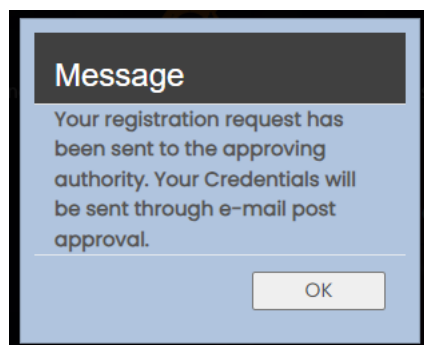 Message
Your registration request has
been sent to the approving
authority. Your Credentials will
be sent through e-mail post
approval.
OK